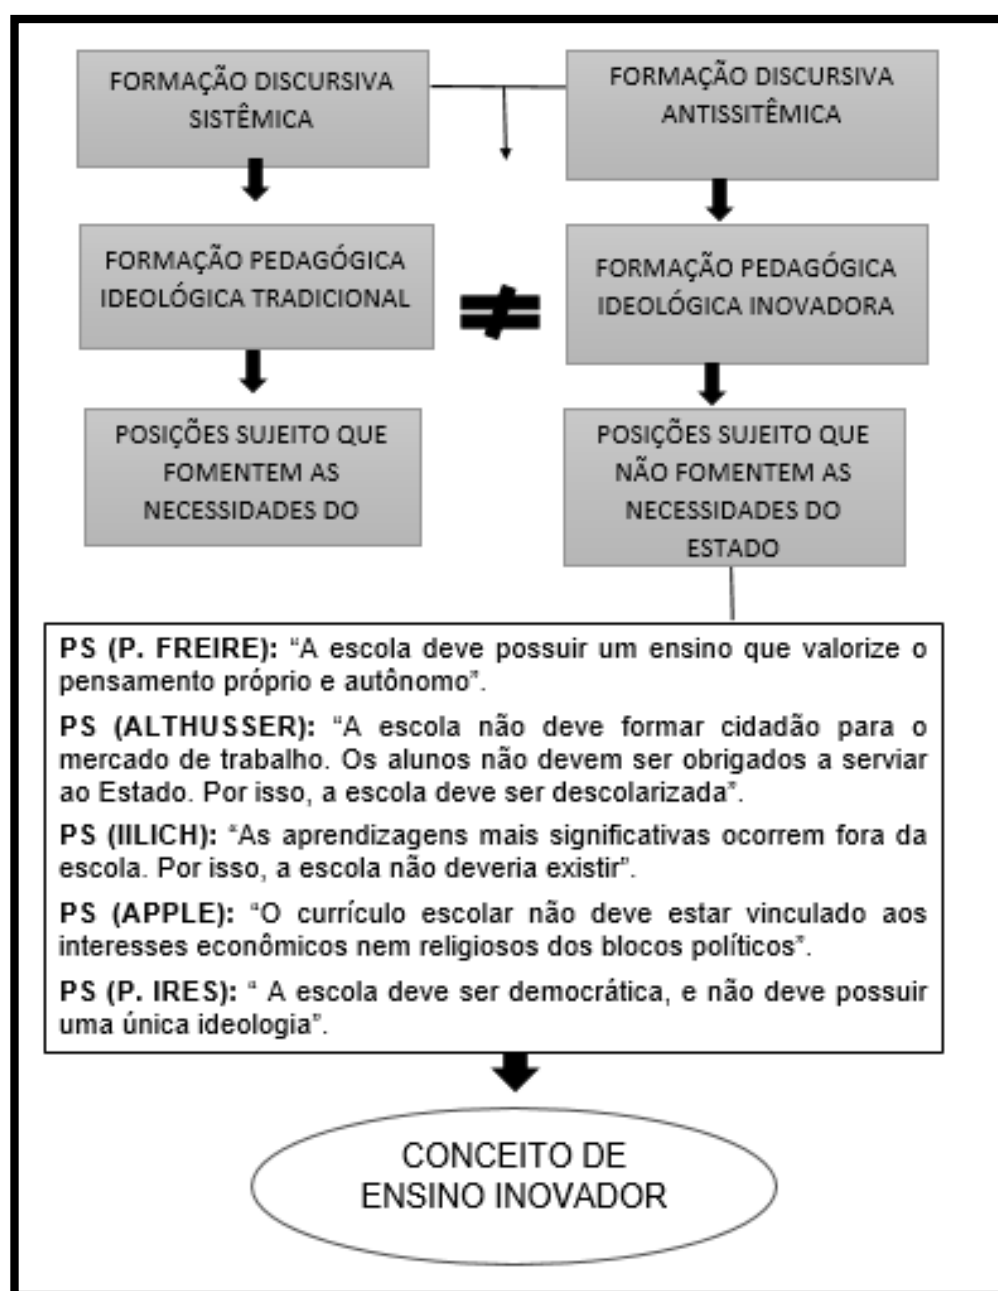 FORMAÇÃO DISCURSIVA
SISTÊMICA
FORMAÇÃO DISCURSIVA
ANTISSITÊMICA
FORMAÇÃO PEDAGÓGICA
IDEOLÓGICA TRADICIONAL
≠
FORMAÇÃO PEDAGÓGICA
IDEOLÓGICA INOVADORA
POSIÇÕES SUJEITO QUE
FOMENTEM AS
NECESSIDADES DO
POSIÇÕES SUJEITO QUE
NÃO FOMENTEM AS
NECESSIDADES DO
ESTADO
PS (P. FREIRE): “A escola deve possuir um ensino que valorize o
pensamento próprio e autônomo”.
PS (ALTHUSSER): “A escola não deve formar cidadão para o
mercado de trabalho. Os alunos não devem ser obrigados a serviar
ao Estado. Por isso, a escola deve ser descolarizada”.
PS (IILICH): “As aprendizagens mais significativas ocorrem fora da
escola. Por isso, a escola não deveria existir”.
PS (APPLE): “O currículo escolar não deve estar vinculado aos
interesses econômicos nem religiosos dos blocos políticos”.
PS (P. IRES): “ A escola deve ser democrática, e não deve possuir
uma única ideologia”.
CONCEITO DE
ENSINO INOVADOR